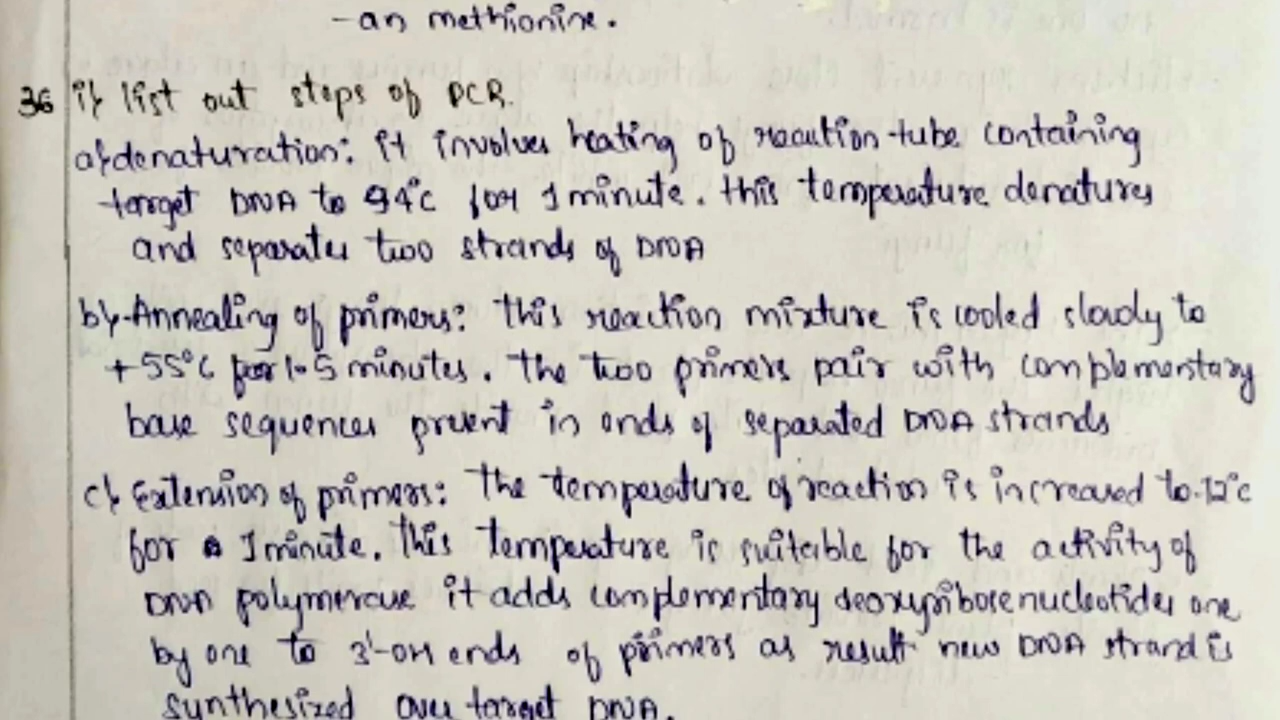 -an methionine.
36 i) list out steps of PCR.
a) denaturation: it involves heating of reaction tube containing
target DNA to 94°C for 1 minute. this temperature denatures
and separates two strands of DNA
b) Annealing of primers: This reaction mixture is cooled slowly to
+55°C for 1-5 minutes. The two primers pair with complementary
base sequences present in ends of separated DNA strands
c) Extension of primers: The temperature of reaction is increased to 72°C
for 1 minute. This temperature is suitable for the activity of
DNA polymerase it adds complementary deoxyribose nucleotides one
by one to 3'-OH ends of primers as result new DNA strand is
synthesized over target DNA.